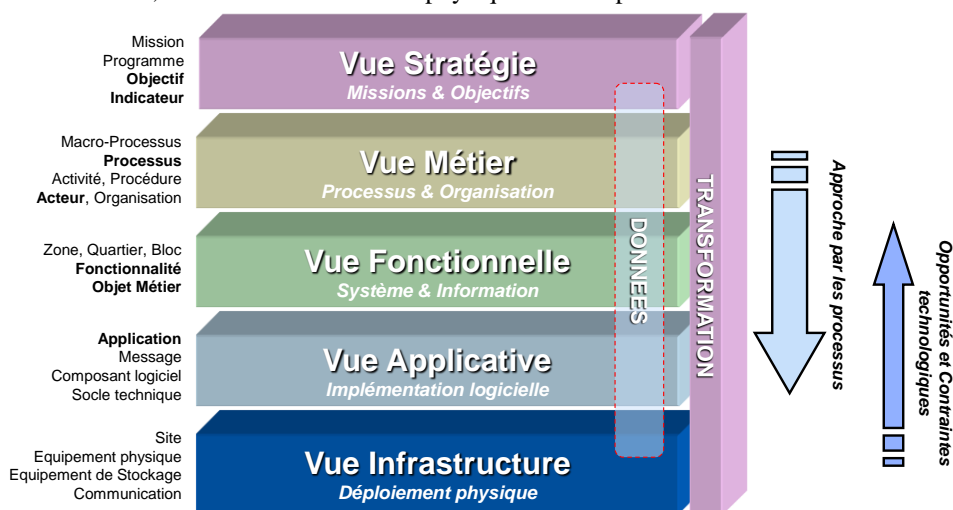 Mission
Programme
Objectif
Indicateur
Vue Stratégie
Missions & Objectifs
Macro-Processus
Processus
Activité, Procédure
Acteur, Organisation
Vue Métier
Processus & Organisation
Zone, Quartier, Bloc
Fonctionnalité
Objet Métier
Vue Fonctionnelle
Système & Information
Application
Message
Composant logiciel
Socle technique
Vue Applicative
Implémentation logicielle
Site
Equipement physique
Equipement de Stockage
Communication
Vue Infrastructure
Déploiement physique
DONNEES
TRANSFORMATION
Approche par les processus
Opportunités et Contraintes
technologiques